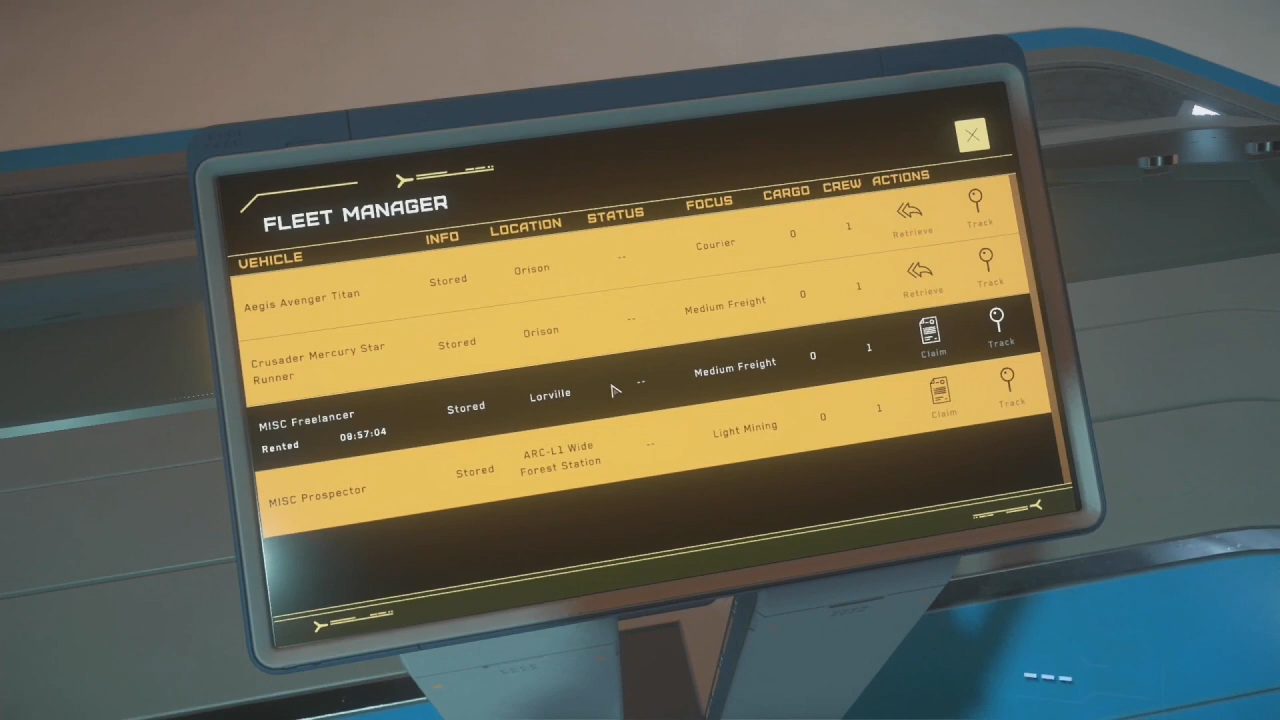 FLEET MANAGER
VEHICLE INFO LOCATION STATUS FOCUS CARGO CREW ACTIONS
Aegis Avenger Titan Stored Orison -- Courier 0 1 Retrieve Track
Crusader Mercury Star Stored Orison -- Medium Freight 0 1 Retrieve Track
Runner
MISC Freelancer Stored Lorville -- Medium Freight 0 1 Claim Track
Rented 08:57:04
MISC Prospector Stored ARC-L1 Wide -- Light Mining 0 1 Claim Track
Forest Station